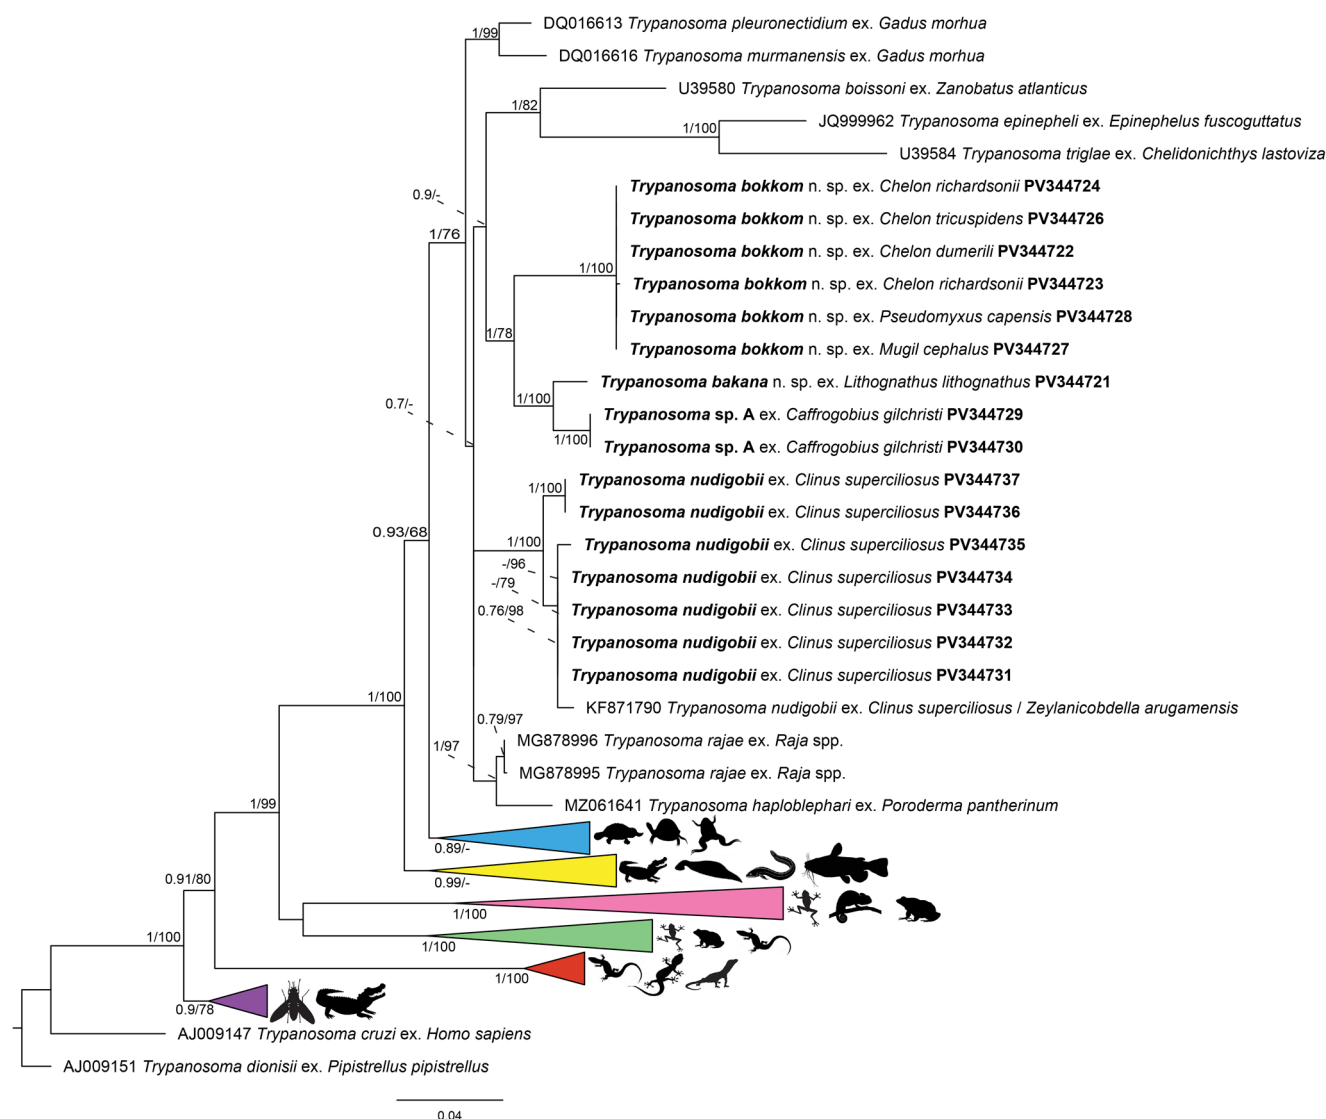 DQ016613 Trypanosoma pleuronectidium ex. Gadus morhua
1/99
DQ016616 Trypanosoma murmanensis ex. Gadus morhua
U39580 Trypanosoma boissoni ex. Zanobatus atlanticus
1/82
JQ999962 Trypanosoma epinepheli ex. Epinephelus fuscoguttatus
1/100
U39584 Trypanosoma triglae ex. Chelidonichthys lastoviza
Trypanosoma bokkom n. sp. ex. Chelon richardsonii PV344724
0.9/-
Trypanosoma bokkom n. sp. ex. Chelon tricuspidens PV344726
1/76
Trypanosoma bokkom n. sp. ex. Chelon dumerili PV344722
1/100
Trypanosoma bokkom n. sp. ex. Chelon richardsonii PV344723
Trypanosoma bokkom n. sp. ex. Pseudomyxus capensis PV344728
1/78
Trypanosoma bokkom n. sp. ex. Mugil cephalus PV344727
Trypanosoma bakana n. sp. ex. Lithognathus lithognathus PV344721
1/100
0.7/-
Trypanosoma sp. A ex. Caffrogobius gilchristi PV344729
1/100
Trypanosoma sp. A ex. Caffrogobius gilchristi PV344730
Trypanosoma nudigobii ex. Clinus superciliosus PV344737
1/100
Trypanosoma nudigobii ex. Clinus superciliosus PV344736
0.93/68
1/100
Trypanosoma nudigobii ex. Clinus superciliosus PV344735
-/96
Trypanosoma nudigobii ex. Clinus superciliosus PV344734
-/79
Trypanosoma nudigobii ex. Clinus superciliosus PV344733
0.76/98
Trypanosoma nudigobii ex. Clinus superciliosus PV344732
Trypanosoma nudigobii ex. Clinus superciliosus PV344731
1/100
KF871790 Trypanosoma nudigobii ex. Clinus superciliosus / Zeylanicobdella arugamensis
0.79/97
MG878996 Trypanosoma rajae ex. Raja spp.
1/97
MG878995 Trypanosoma rajae ex. Raja spp.
1/99
MZ061641 Trypanosoma haploblephari ex. Poroderma pantherinum
0.89/-
0.91/80
0.99/-
1/100
1/100
1/100
1/100
0.9/78
AJ009147 Trypanosoma cruzi ex. Homo sapiens
AJ009151 Trypanosoma dionisii ex. Pipistrellus pipistrellus
0.04